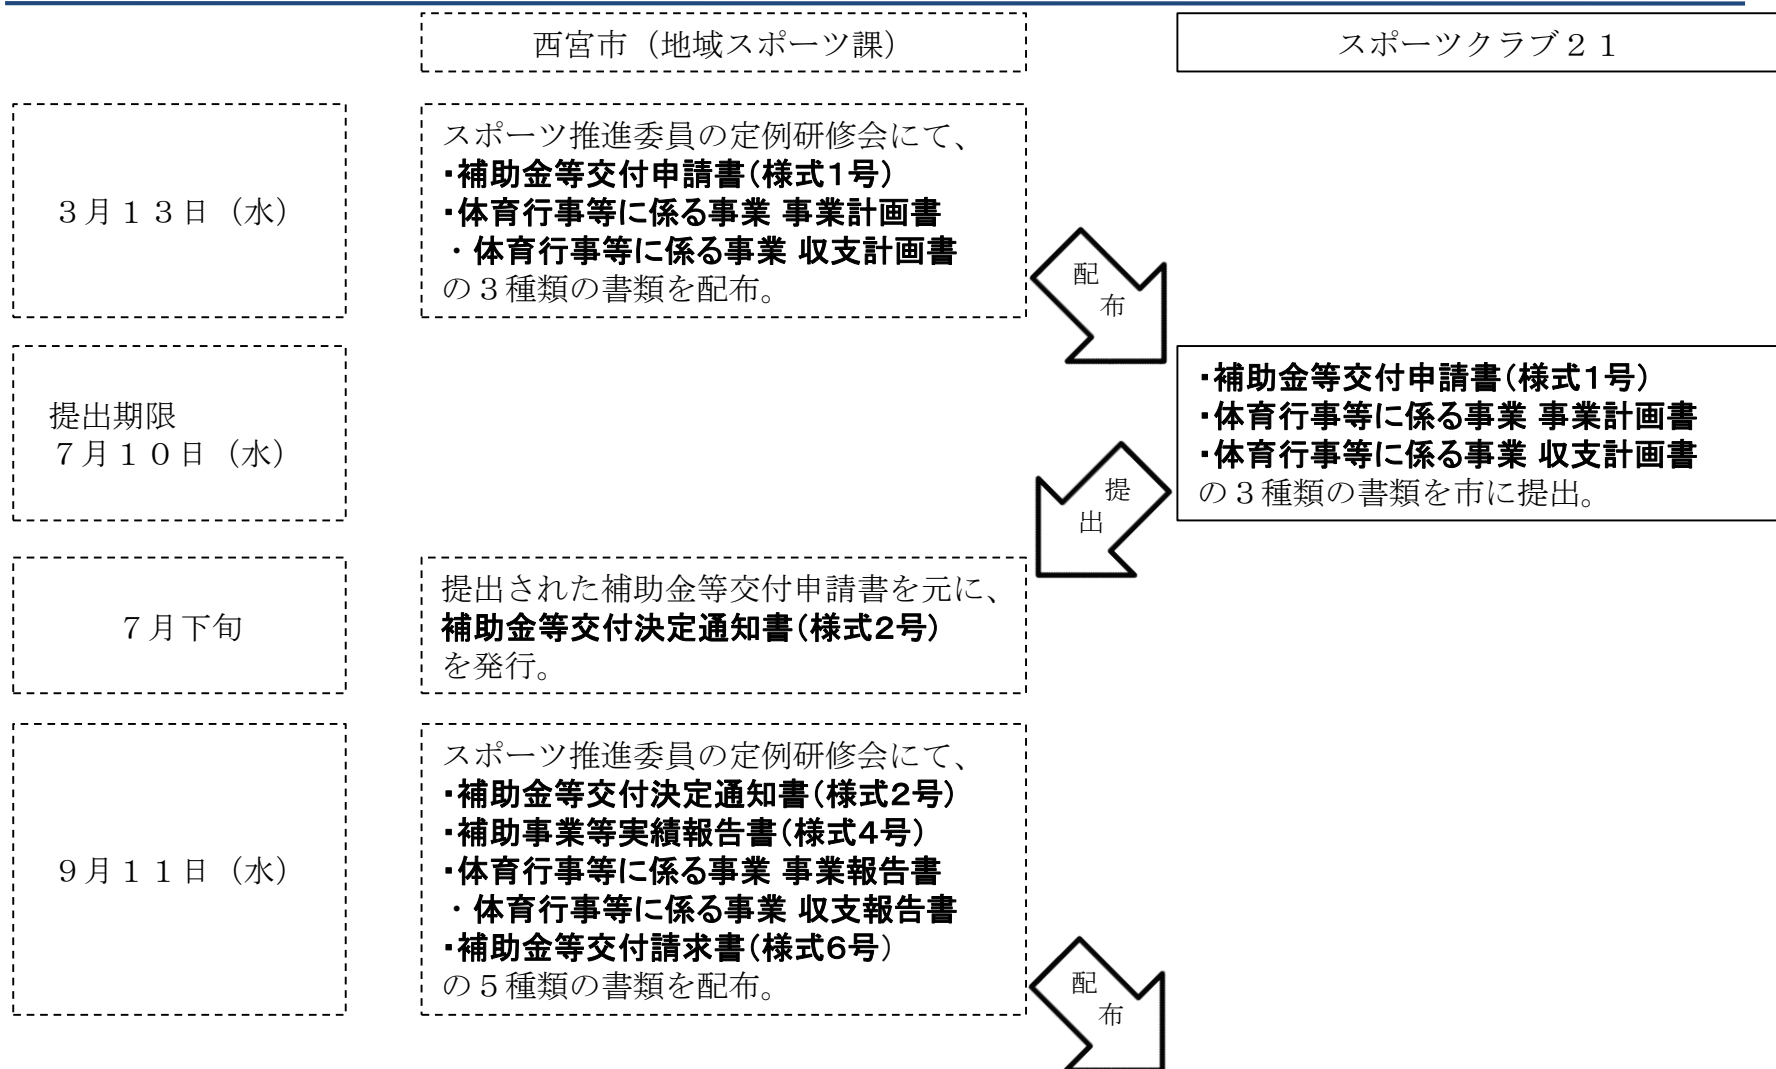 西宮市（地域スポーツ課）
スポーツクラブ２１
３月１３日（水）
スポーツ推進委員の定例研修会にて、
・補助金等交付申請書（様式1号）
・体育行事等に係る事業 事業計画書
・体育行事等に係る事業 収支計画書
の３種類の書類を配布。
配
布
提出期限
７月１０日（水）
・補助金等交付申請書（様式1号）
・体育行事等に係る事業 事業計画書
・体育行事等に係る事業 収支計画書
の３種類の書類を市に提出。
提
出
７月下旬
提出された補助金等交付申請書を元に、
補助金等交付決定通知書（様式2号）
を発行。
９月１１日（水）
スポーツ推進委員の定例研修会にて、
・補助金等交付決定通知書（様式2号）
・補助事業等実績報告書（様式4号）
・体育行事等に係る事業 事業報告書
・体育行事等に係る事業 収支報告書
・補助金等交付請求書（様式6号）
の５種類の書類を配布。
配
布